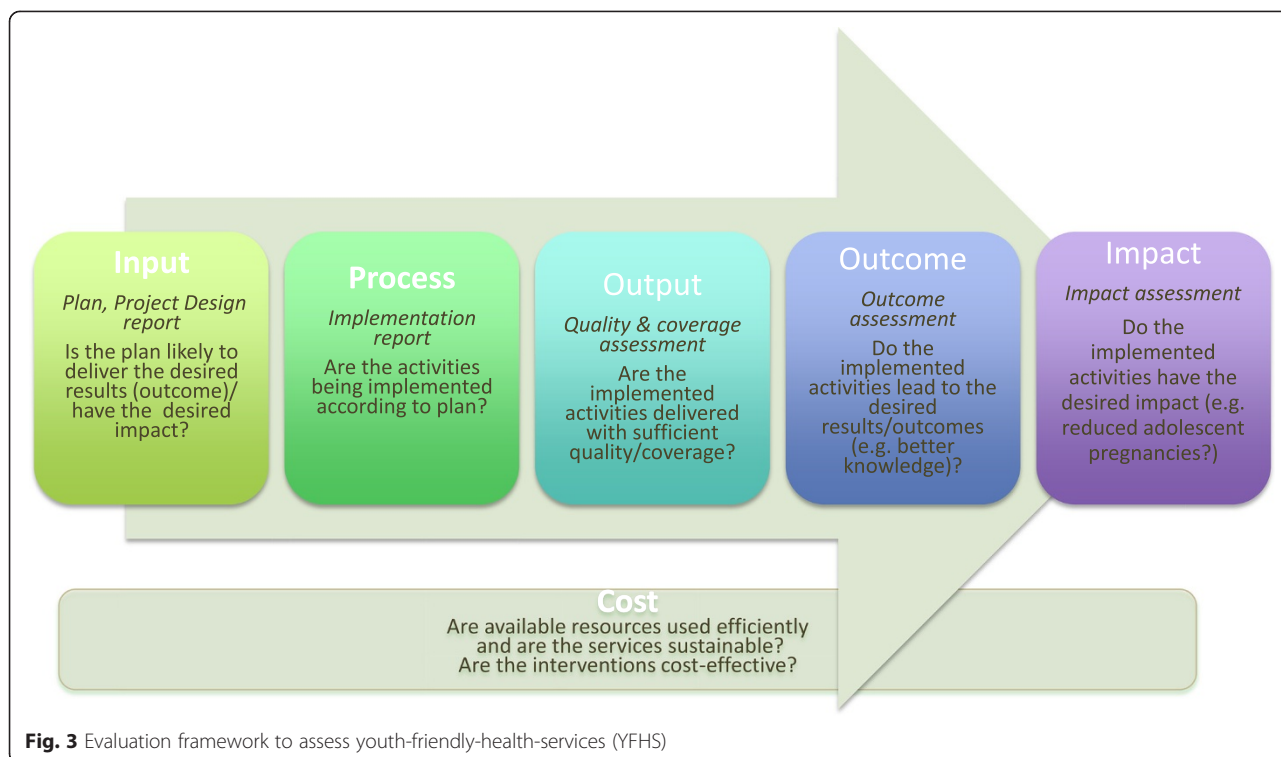 Input
Plan, Project Design
report
Is the plan likely to
deliver the desired
results (outcome)/
have the desired
impact?
Process
Implementation
report
Are the activities
being implemented
according to plan?
Output
Quality & coverage
assessment
Are the
implemented
activities delivered
with sufficient
quality/coverage?
Outcome
Outcome
assessment
Do the
implemented
activities lead to the
desired
results/outcomes
(e.g. better
knowledge)?
Impact
Impact assessment
Do the
implemented
activities have the
desired impact (e.g.
reduced adolescent
pregnancies?)
Cost
Are available resources used efficiently
and are the services sustainable?
Are the interventions cost-effective?
Fig. 3 Evaluation framework to assess youth-friendly-health-services (YFHS)